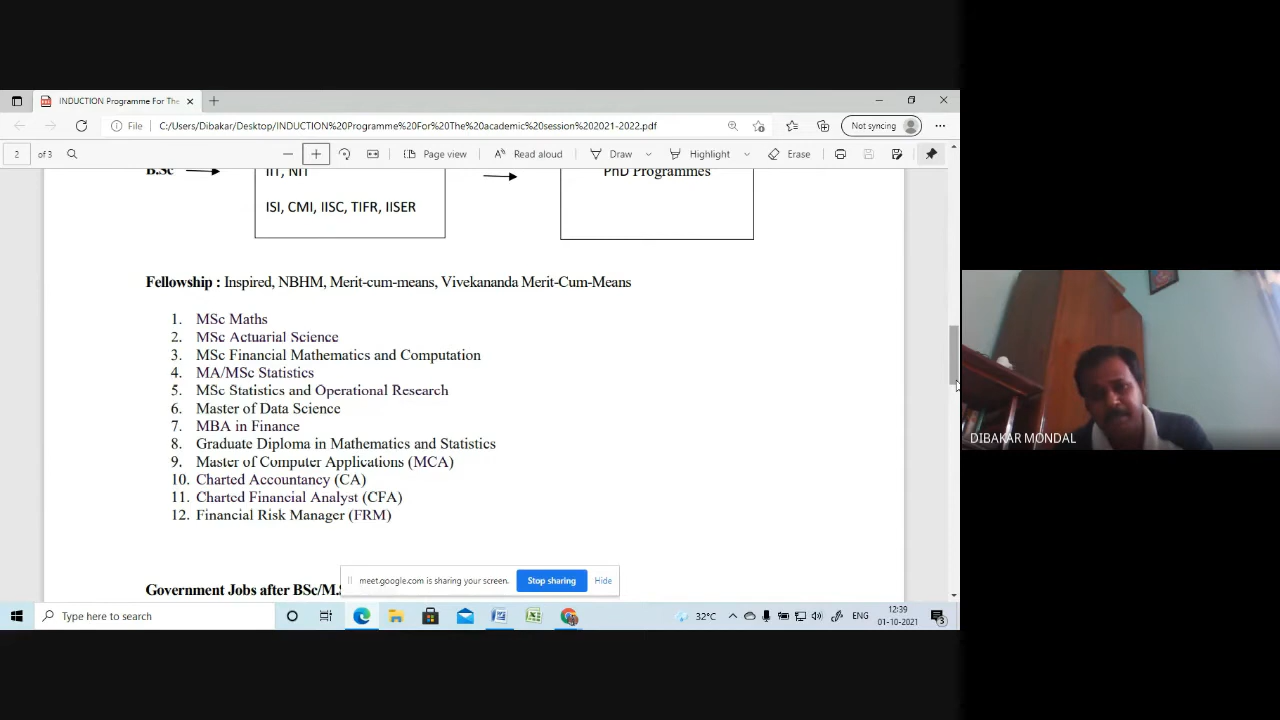 INDUCTION Programme For The
File C:/Users/Dibakar/Desktop/INDUCTION%20Programme%20For%20The%20academic%20session%202021-2022.pdf Not syncing
2 of 3 Page view Read aloud Draw Highlight Erase
B.Sc IIT, NIT PhD Programmes
ISI, CMI, IISC, TIFR, IISER
Fellowship : Inspired, NBHM, Merit-cum-means, Vivekananda Merit-Cum-Means
1. MSc Maths
2. MSc Actuarial Science
3. MSc Financial Mathematics and Computation
4. MA/MSc Statistics
5. MSc Statistics and Operational Research
6. Master of Data Science
7. MBA in Finance
8. Graduate Diploma in Mathematics and Statistics
9. Master of Computer Applications (MCA)
10. Charted Accountancy (CA)
11. Charted Financial Analyst (CFA)
12. Financial Risk Manager (FRM)
Government Jobs after BSc/M.S
meet.google.com is sharing your screen. Stop sharing Hide
Type here to search 32°C ENG 12:39
01-10-2021 3
DIBAKAR MONDAL